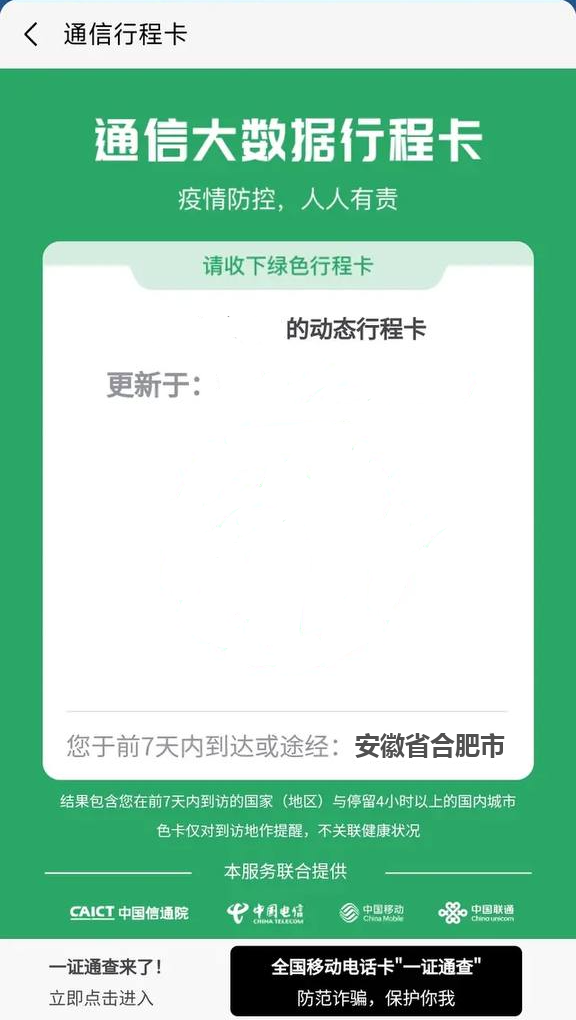 通信行程卡
通信大数据行程卡
疫情防控，人人有责
请收下绿色行程卡
的动态行程卡
更新于：
您于前7天内到达或途经：安徽省合肥市
结果包含您在前7天内到访的国家（地区）与停留4小时以上的国内城市
色卡仅对到访地作提醒，不关联健康状况
本服务联合提供
CAICT 中国信通院 中国电信 CHINA TELECOM 中国移动 China Mobile 中国联通 China unicom
一证通查来了！
立即点击进入
全国移动电话卡"一证通查"
防范诈骗，保护你我